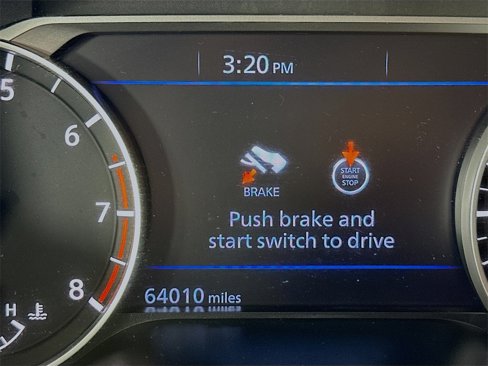 3:20 PM
5
6
7
8
H
START
ENGINE
STOP
BRAKE
Push brake and
start switch to drive
64010 miles